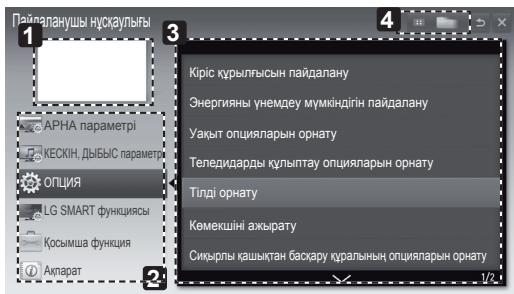 Пайдаланушы нұсқаулығы
4
1
3
АРНА параметрі
КЕСКІН, ДЫБЫС параметр
ОПЦИЯ
LG SMART функциясы
Қосымша функция
Ақпарат
2
Кіріс құрылғысын пайдалану
Энергияны үнемдеу мүмкіндігін пайдалану
Уақыт опцияларын орнату
Теледидарды құлыптау опцияларын орнату
Тілді орнату
Көмекшіні ажырату
Сиқырлы қашықтан басқару құралының опцияларын орнату
1/2